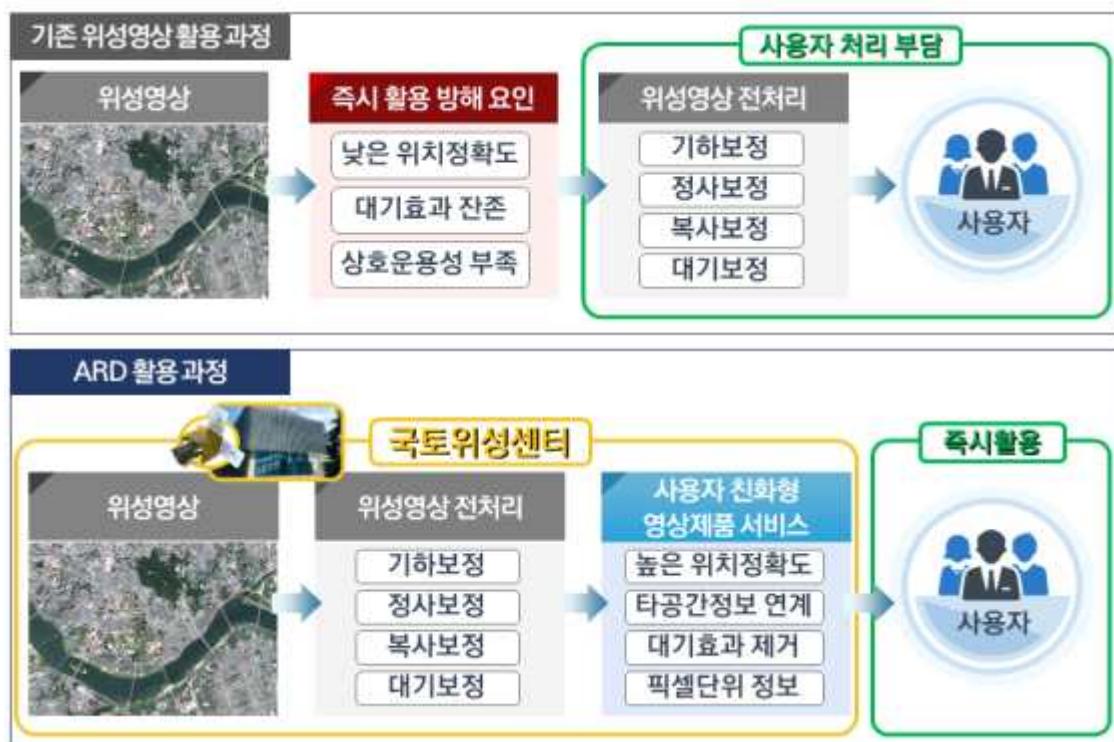 기존 위성영상 활용 과정
사용자 처리 부담
위성영상
즉시 활용 방해 요인
위성영상 전처리
낮은 위치정확도
대기효과 잔존
상호운용성 부족
기하보정
정사보정
복사보정
대기보정
사용자
ARD 활용 과정
국토위성센터
즉시활용
위성영상
위성영상 전처리
사용자 친화형
영상제품 서비스
기하보정
정사보정
복사보정
대기보정
높은 위치정확도
타공간정보 연계
대기효과 제거
픽셀단위 정보
사용자